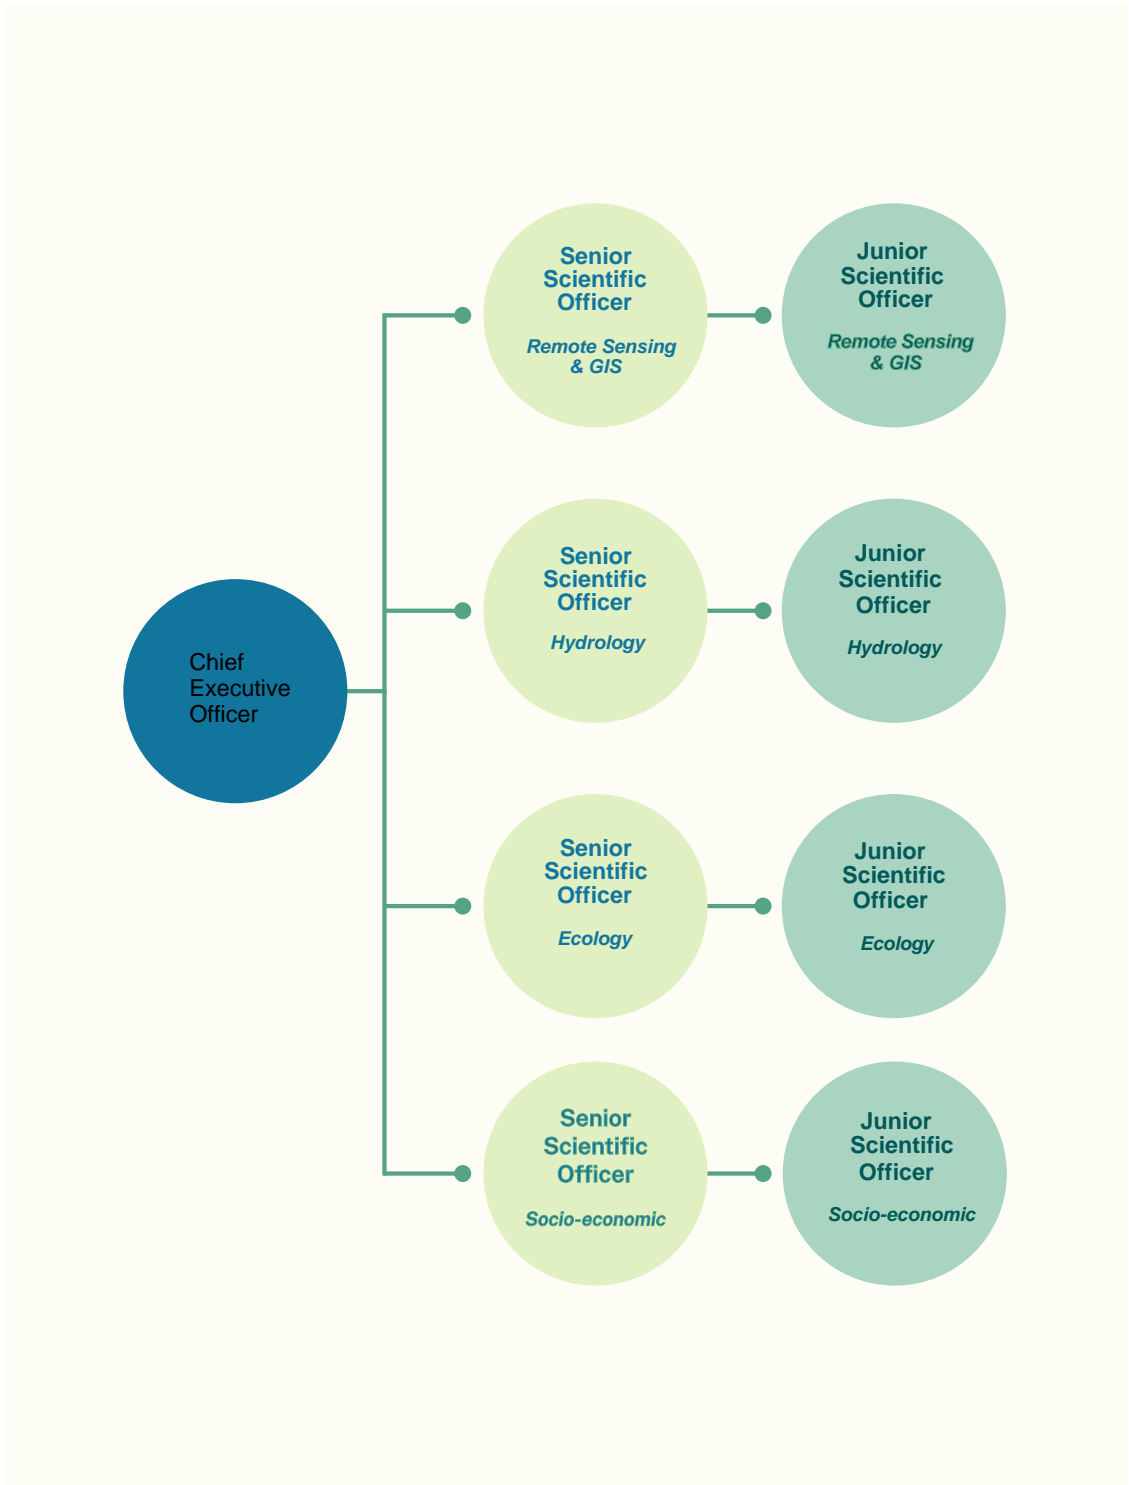 Chief
Executive
Officer
Senior
Scientific
Officer
Remote Sensing
& GIS
Junior
Scientific
Officer
Remote Sensing
& GIS
Senior
Scientific
Officer
Hydrology
Junior
Scientific
Officer
Hydrology
Senior
Scientific
Officer
Ecology
Junior
Scientific
Officer
Ecology
Senior
Scientific
Officer
Socio-economic
Junior
Scientific
Officer
Socio-economic